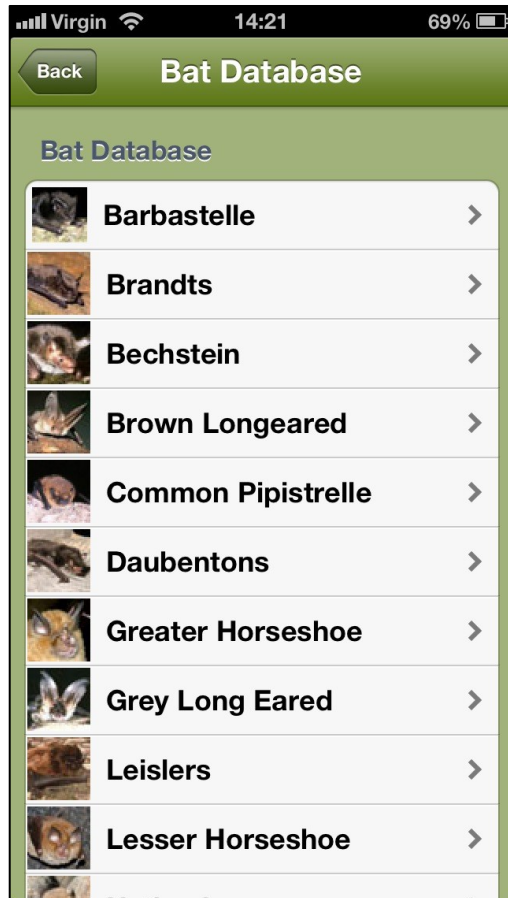 Virgin 14:21 69%
Back Bat Database
Bat Database
Barbastelle
Brandts
Bechstein
Brown Longeared
Common Pipistrelle
Daubentons
Greater Horseshoe
Grey Long Eared
Leislers
Lesser Horseshoe